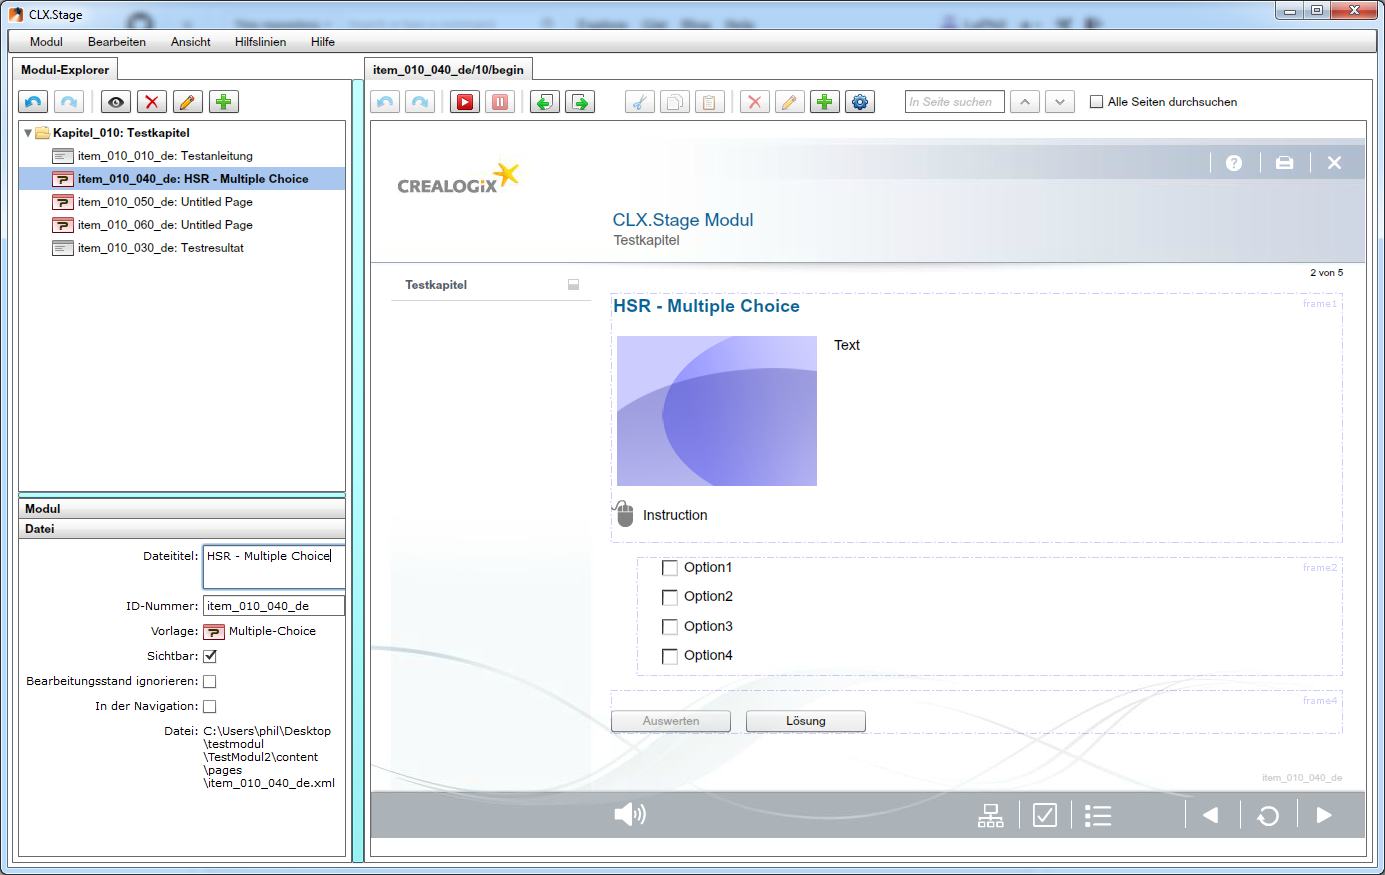 CLX.Stage
Modul Bearbeiten Ansicht Hilfslinien Hilfe
Modul-Explorer
item_010_040_de/10/begin
In Seite suchen
Alle Seiten durchsuchen
Kapitel_010: Testkapitel
item_010_010_de: Testanleitung
item_010_040_de: HSR - Multiple Choice
item_010_050_de: Untitled Page
item_010_060_de: Untitled Page
item_010_030_de: Testresultat
Modul
Datei
Dateititel: HSR - Multiple Choice
ID-Nummer: item_010_040_de
Vorlage: Multiple-Choice
Sichtbar:
Bearbeitungsstand ignorieren:
In der Navigation:
Datei: C:\Users\phil\Desktop
\testmodul
\TestModul2\content
\pages
\item_010_040_de.xml
CREALOGIX
CLX.Stage Modul
Testkapitel
2 von 5
Testkapitel
HSR - Multiple Choice
frame1
Text
Instruction
frame2
Option1
Option2
Option3
Option4
frame4
Auswerten Lösung
item_010_040_de